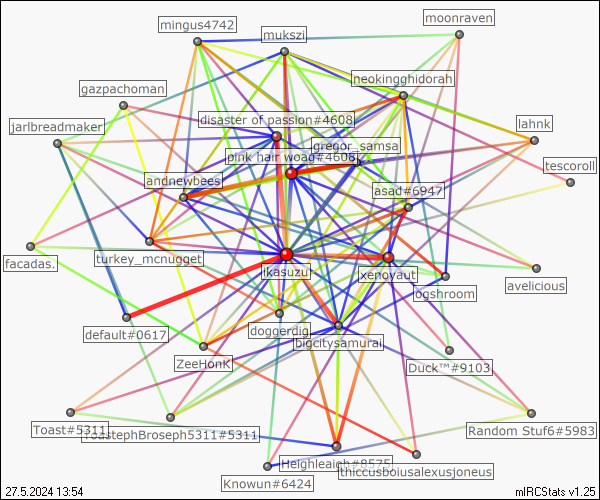 mingus4742
mukszi
moonraven
neokingghidorah
gazpachoman
jarlbreadmaker
disaster of passion#4608
lahnk
gregor_samsa
pink hair woag#4608
tescoroll
andnewbees
asad#6947
facadas.
turkey_mcnugget
ikasuzu
xenoyaut
avelicious
ogshroom
default#0617
doggerdig
bigcitysamurai
ZeeHonK
Duck™#9103
Toast#5311
ToastephBroseph5311#5311
Random Stuf6#5983
Heighleaigh#8575
thiccusboiusalexusjoneus
Knowun#6424
27.5.2024 13:54
mIRCStats v1.25